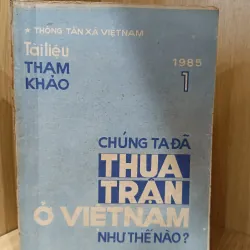 ★ THÔNG TẤN XÃ VIỆT NAM
Tài liệu
THAM
KHẢO
1985
1
CHÚNG TA ĐÃ
THUA
TRẬN
Ở VIỆT NAM
NHƯ THẾ NÀO?